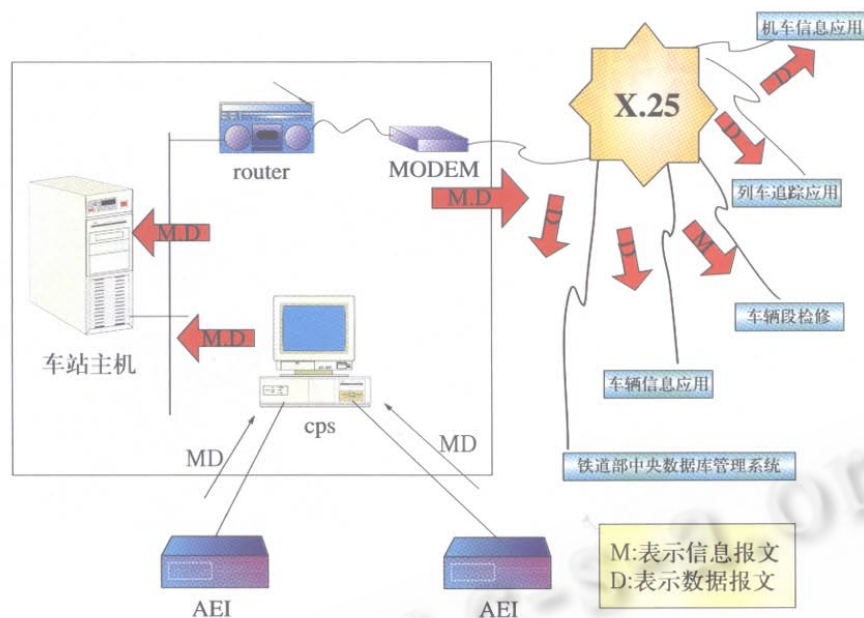 机车信息应用
D
X.25
D
router
MODEM
列车追踪应用
M.D
D
M.D
D
M
车辆段检修
M.D
车站主机
车辆信息应用
cps
MD
MD
铁道部中央数据库管理系统
M:表示信息报文
D:表示数据报文
AEI
AEI